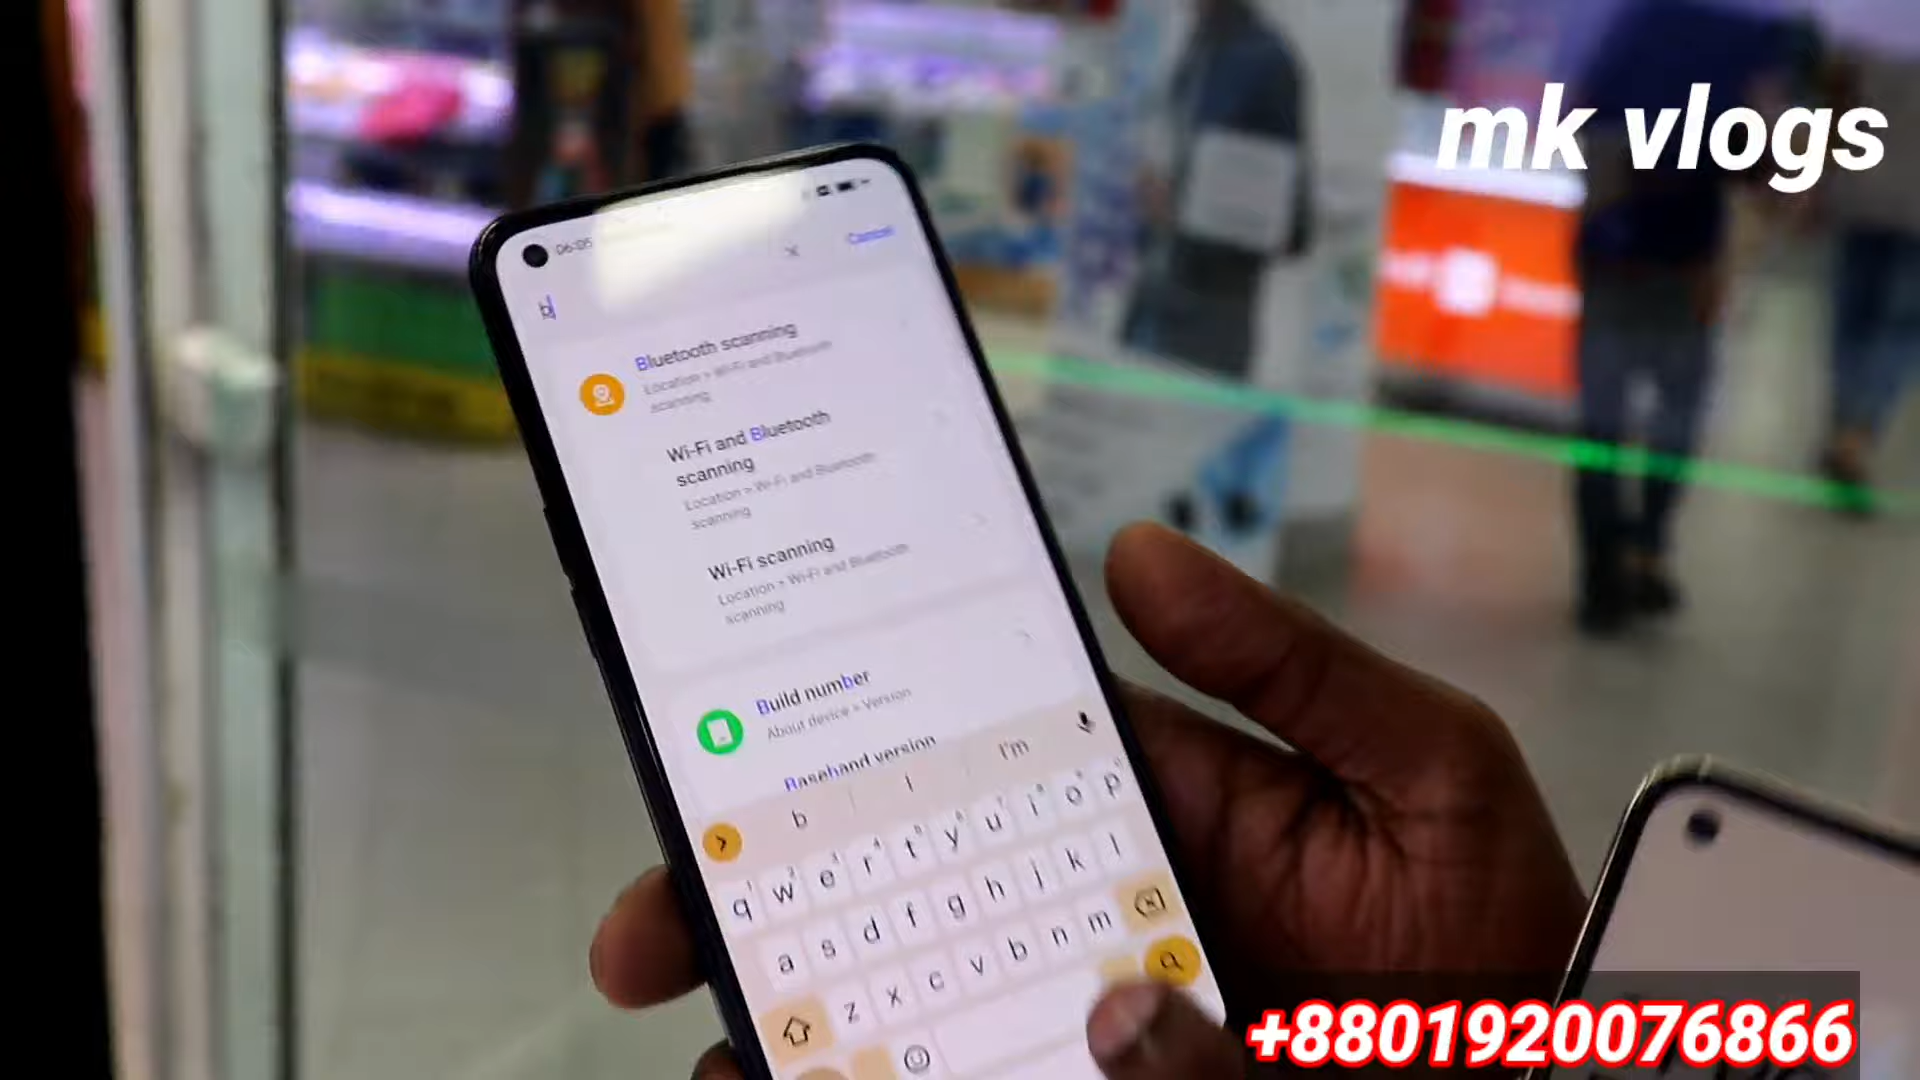 mk vlogs
06:05
Cancel
b
Bluetooth scanning
Location > Wi-Fi and Bluetooth
scanning
Wi-Fi and Bluetooth
scanning
Location > Wi-Fi and Bluetooth
scanning
Wi-Fi scanning
Location > Wi-Fi and Bluetooth
scanning
Build number
About device > Version
Baseband version
b I I'm
q w e r t y u i o p
a s d f g h j k l
z x c v b n m
+8801920076866